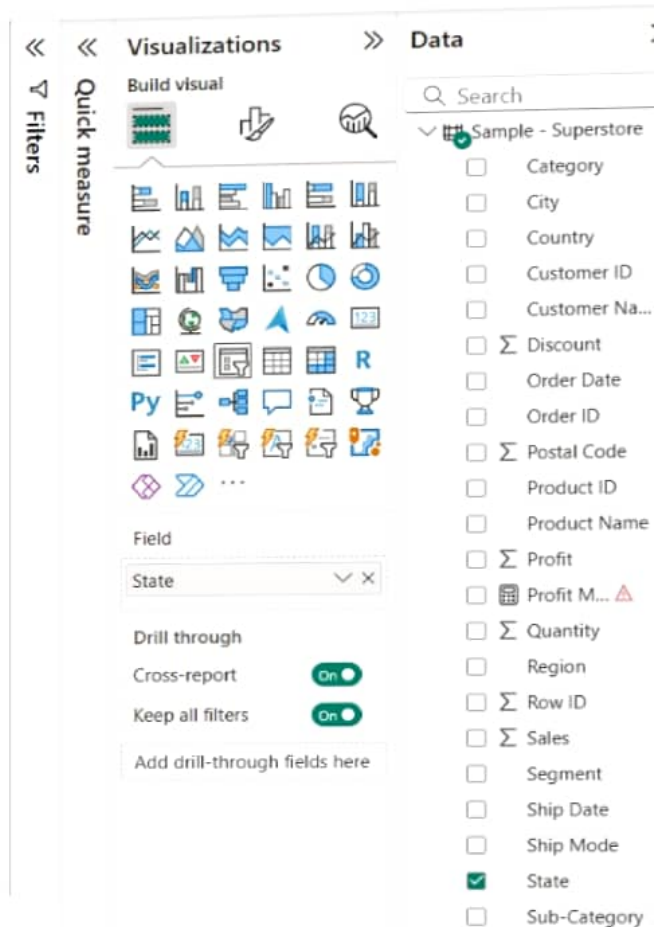 Filters
Quick measure
Visualizations
Build visual
123
R
Py
123
Field
State
Drill through
Cross-report
On
Keep all filters
On
Add drill-through fields here
Data
Search
Sample - Superstore
Category
City
Country
Customer ID
Customer Na...
Σ Discount
Order Date
Order ID
Σ Postal Code
Product ID
Product Name
Σ Profit
Profit M...
Σ Quantity
Region
Σ Row ID
Σ Sales
Segment
Ship Date
Ship Mode
State
Sub-Category